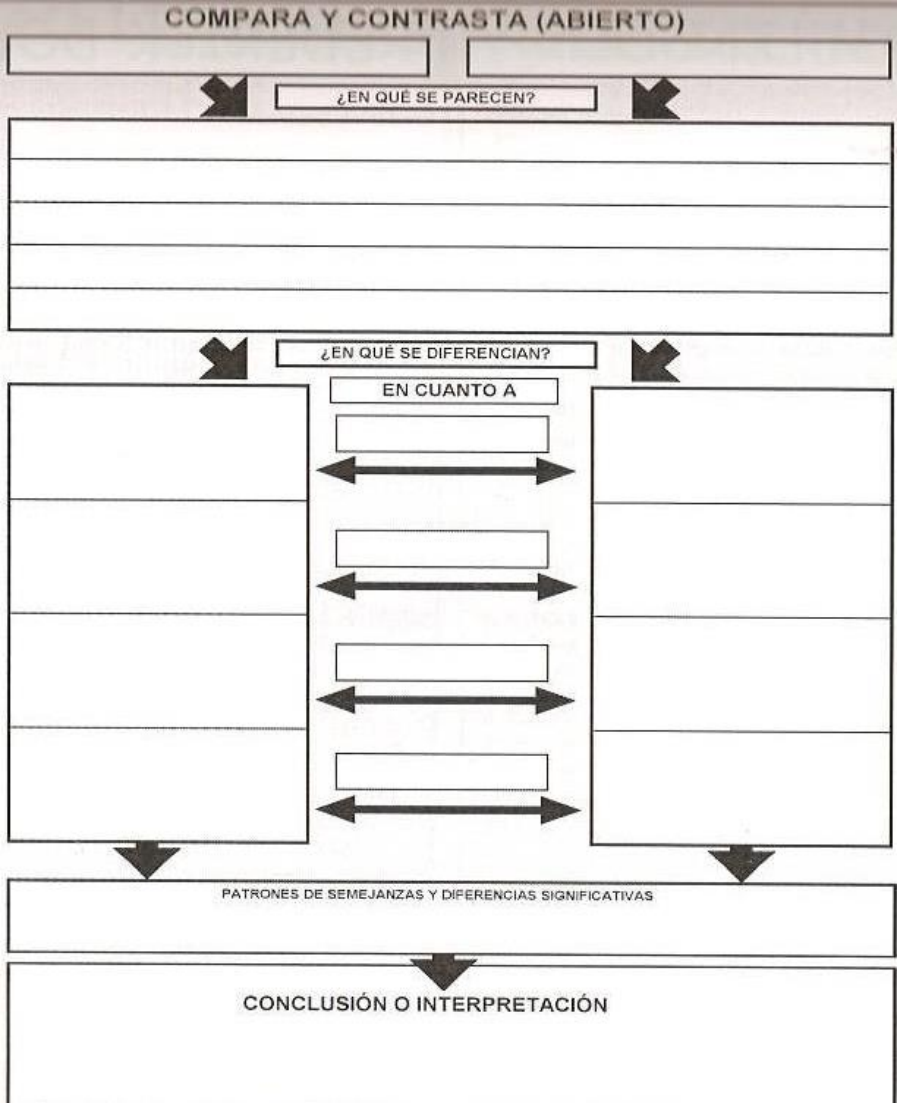 COMPARA Y CONTRASTA (ABIERTO)
¿EN QUÉ SE PARECEN?
¿EN QUÉ SE DIFERENCIAN?
EN CUANTO A
PATRONES DE SEMEJANZAS Y DIFERENCIAS SIGNIFICATIVAS
CONCLUSIÓN O INTERPRETACIÓN